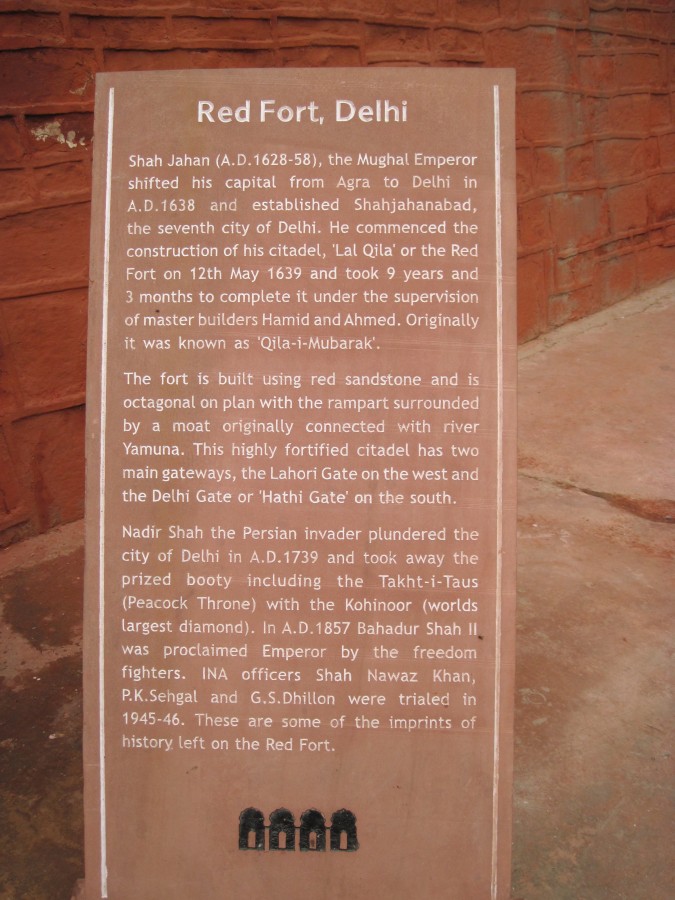 Red Fort, Delhi
Shah Jahan (A.D.1628-58), the Mughal Emperor
shifted his capital from Agra to Delhi in
A.D.1638 and established Shahjahanabad,
the seventh city of Delhi. He commenced the
construction of his citadel, 'Lal Qila' or the Red
Fort on 12th May 1639 and took 9 years and
3 months to complete it under the supervision
of master builders Hamid and Ahmed. Originally
it was known as 'Qila-i-Mubarak'.
The fort is built using red sandstone and is
octagonal on plan with the rampart surrounded
by a moat originally connected with river
Yamuna. This highly fortified citadel has two
main gateways, the Lahori Gate on the west and
the Delhi Gate or 'Hathi Gate' on the south.
Nadir Shah the Persian invader plundered the
city of Delhi in A.D.1739 and took away the
prized booty including the Takht-i-Taus
(Peacock Throne) with the Kohinoor (worlds
largest diamond). In A.D.1857 Bahadur Shah II
was proclaimed Emperor by the freedom
fighters. INA officers Shah Nawaz Khan,
P.K.Sehgal and G.S.Dhillon were trialed in
1945-46. These are some of the imprints of
history left on the Red Fort.